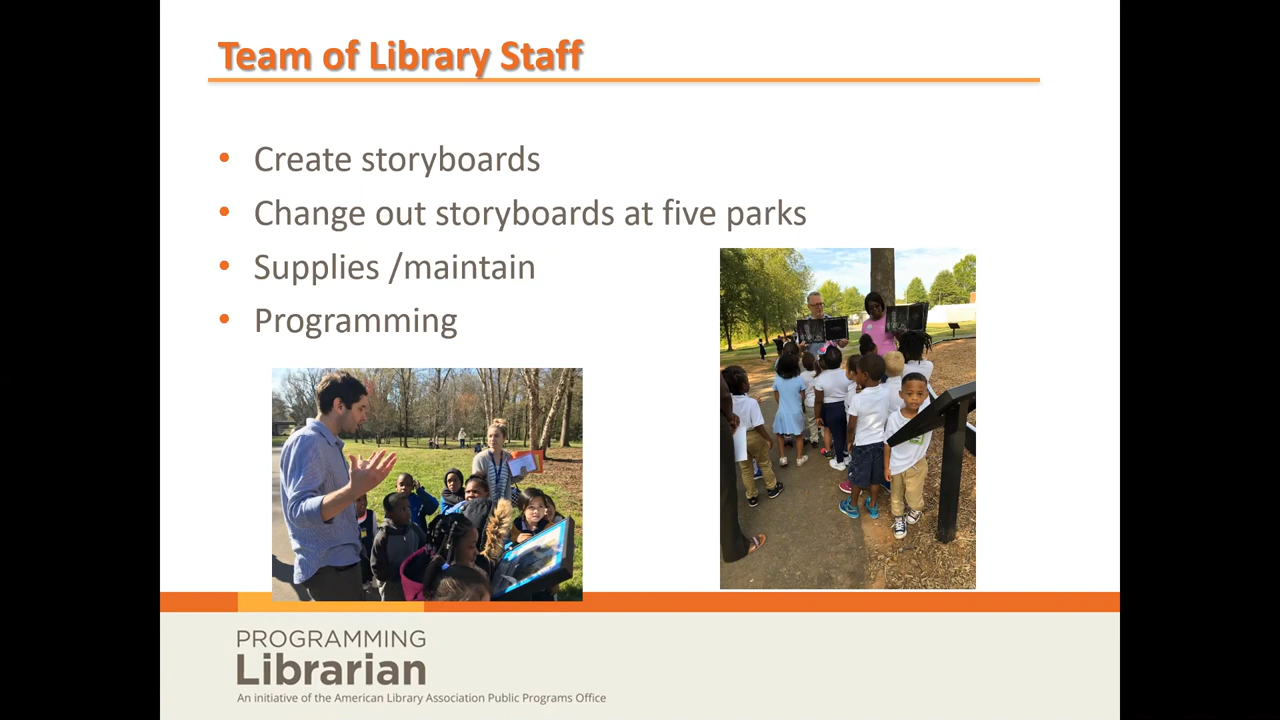 Team of Library Staff
• Create storyboards
• Change out storyboards at five parks
• Supplies /maintain
• Programming
PROGRAMMING
Librarian
An initiative of the American Library Association Public Programs Office